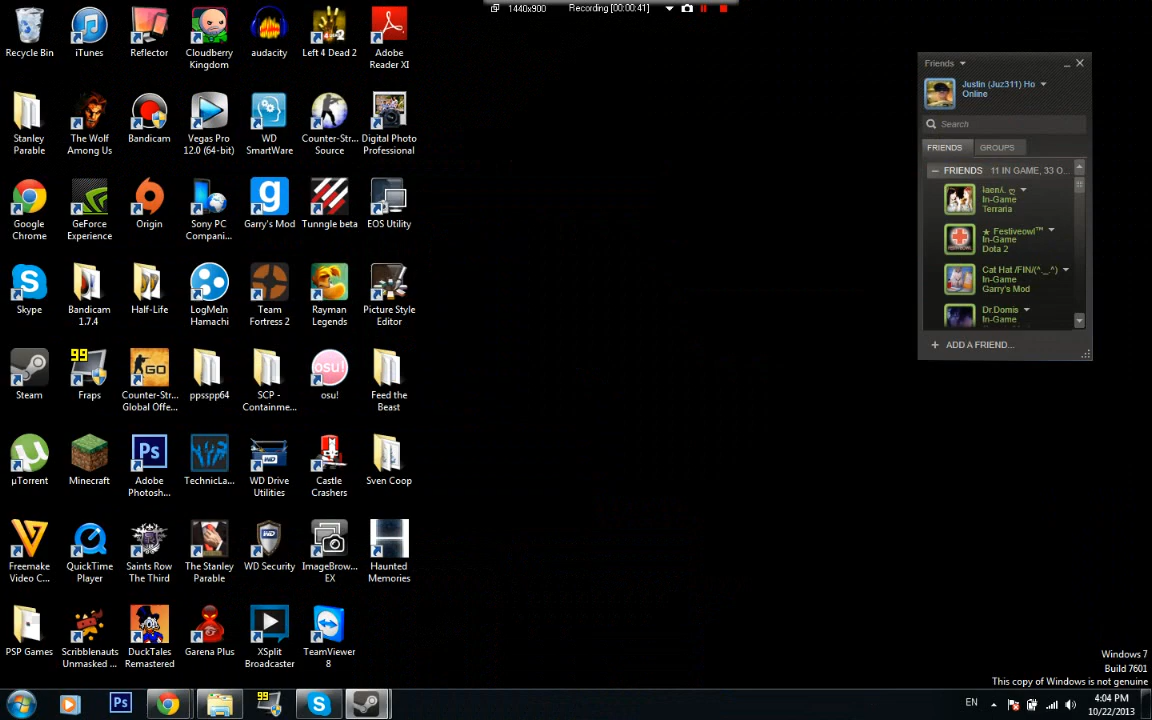 1440x900 Recording [00:00:41]
Recycle Bin
iTunes
Reflector
Cloudberry
Kingdom
audacity
Left 4 Dead 2
Adobe
Reader XI
Stanley
Parable
The Wolf
Among Us
Bandicam
Vegas Pro
12.0 (64-bit)
WD
SmartWare
Counter-Str...
Source
Digital Photo
Professional
Google
Chrome
GeForce
Experience
Origin
Sony PC
Compani...
Garry's Mod
Tunngle beta
EOS Utility
Skype
Bandicam
1.7.4
Half-Life
LogMeIn
Hamachi
Team
Fortress 2
Rayman
Legends
Picture Style
Editor
Steam
99
Fraps
GO
Counter-Str...
Global Offe...
ppsspp64
SCP -
Containme...
osu!
osu!
Feed the
Beast
µTorrent
Minecraft
Ps
Adobe
Photosh...
TechnicLa...
WD Drive
Utilities
Castle
Crashers
Sven Coop
Freemake
Video C...
QuickTime
Player
Saints Row
The Third
The Stanley
Parable
WD
WD Security
ImageBrow...
EX
Haunted
Memories
PSP Games
Scribblenauts
Unmasked ...
DuckTales
Remastered
Garena Plus
XSplit
Broadcaster
TeamViewer
8
Friends
Justin (Juz311) Ho
Online
Search
FRIENDS GROUPS
FRIENDS 11 IN GAME, 33 O...
In-Game
Terraria
★ Festiveowl™
In-Game
Dota 2
Cat Hat /FIN/(^._.^)
In-Game
Garry's Mod
Dr.Domis
In-Game
+ ADD A FRIEND...
Windows 7
Build 7601
This copy of Windows is not genuine
Ps
99
EN
4:04 PM
10/22/2013